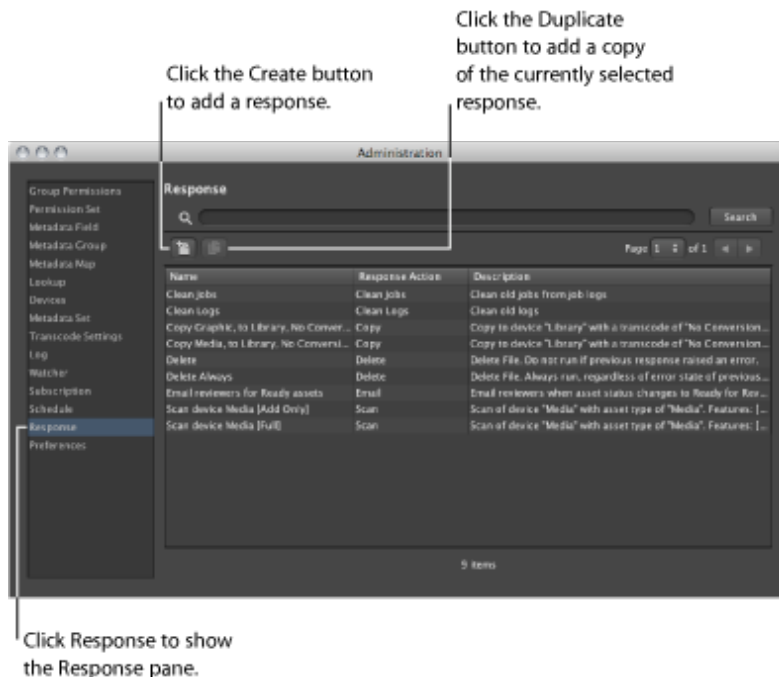 Click the Duplicate
button to add a copy
of the currently selected
response.
Click the Create button
to add a response.
Administration
Group Permissions
Permission Set
Metadata Field
Metadata Group
Metadata Map
Lookup
Devices
Metadata Set
Transcode Settings
Log
Watcher
Subscription
Schedule
Response
Preferences
Response
Search
Page 1 of 1
Name Response Action Description
Clean Jobs Clean Jobs Clean old jobs from job logs
Clean Logs Clean Logs Clean old logs
Copy Graphic, to Library, No Conver... Copy Copy to device "Library" with a transcode of "No Conversion...
Copy Media, to Library, No Conversi... Copy Copy to device "Library" with a transcode of "No Conversion...
Delete Delete Delete File. Do not run if previous response raised an error.
Delete Always Delete Delete File. Always run, regardless of error state of previous...
Email reviewers for Ready assets Email Email reviewers when asset status changes to Ready for Rev...
Scan device Media [Add Only] Scan Scan of device "Media" with asset type of "Media". Features: [...
Scan device Media [Full] Scan Scan of device "Media" with asset type of "Media". Features: [...
9 items
Click Response to show
the Response pane.